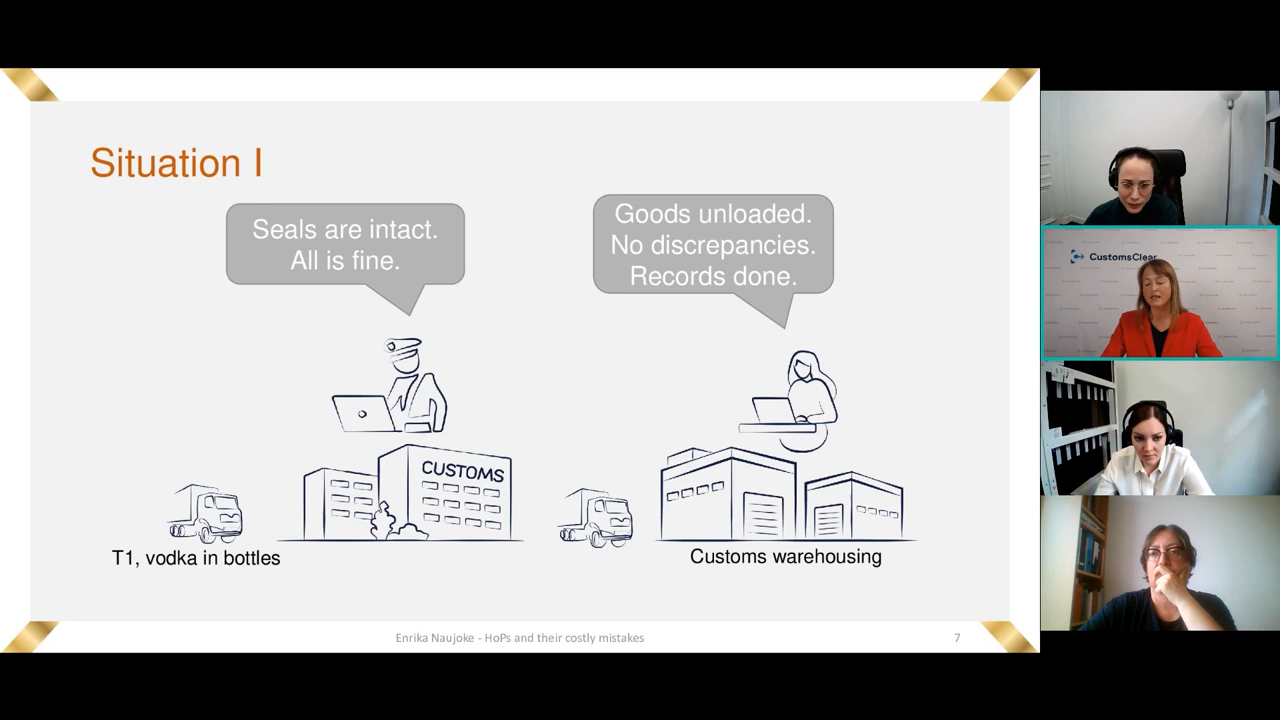 Situation I
Seals are intact.
All is fine.
Goods unloaded.
No discrepancies.
Records done.
CUSTOMS
T1, vodka in bottles
Customs warehousing
Enrika Naujoke - HoPs and their costly mistakes
7
CustomsClear